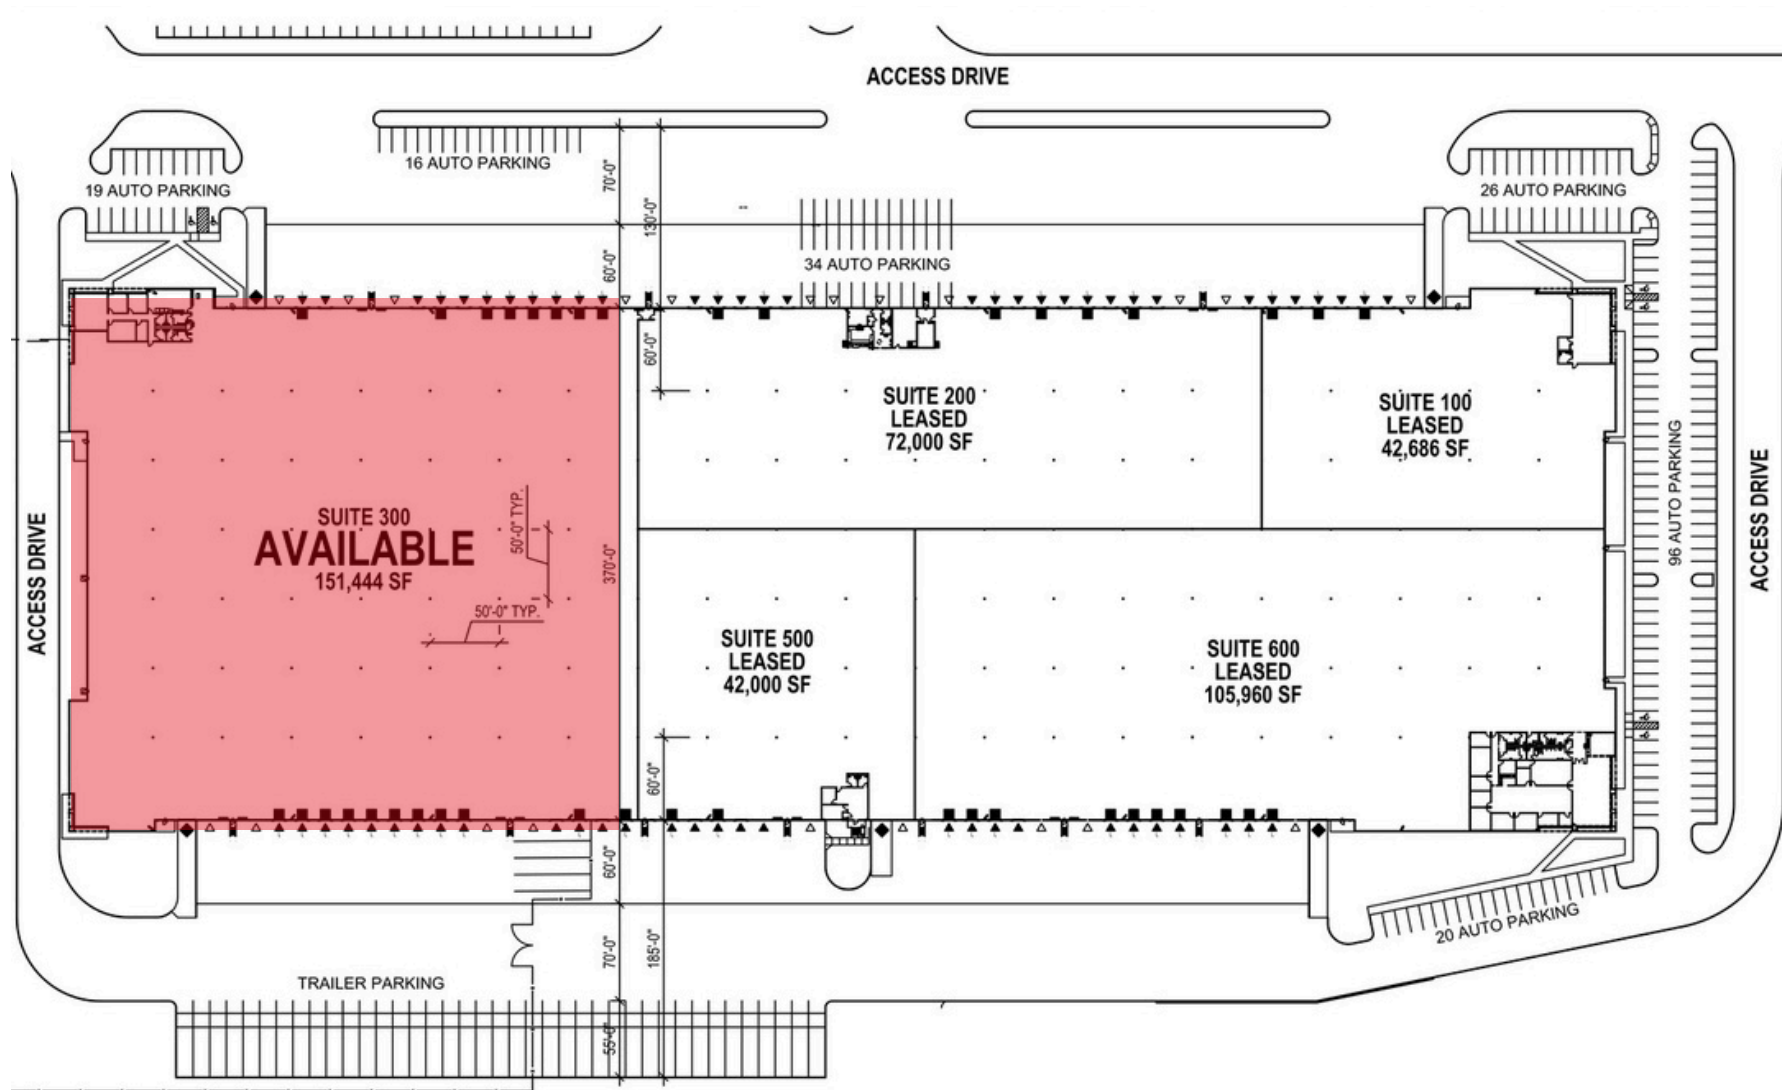 ACCESS DRIVE
16 AUTO PARKING
19 AUTO PARKING
26 AUTO PARKING
34 AUTO PARKING
70'-0"
130'-0"
60'-0"
60'-0"
SUITE 200
LEASED
72,000 SF
SUITE 100
LEASED
42,686 SF
96 AUTO PARKING
ACCESS DRIVE
ACCESS DRIVE
SUITE 300
AVAILABLE
151,444 SF
50'-0" TYP.
50'-0" TYP.
370'-0"
SUITE 500
LEASED
42,000 SF
SUITE 600
LEASED
105,960 SF
60'-0"
60'-0"
70'-0"
185'-0"
20 AUTO PARKING
TRAILER PARKING
55'-0"